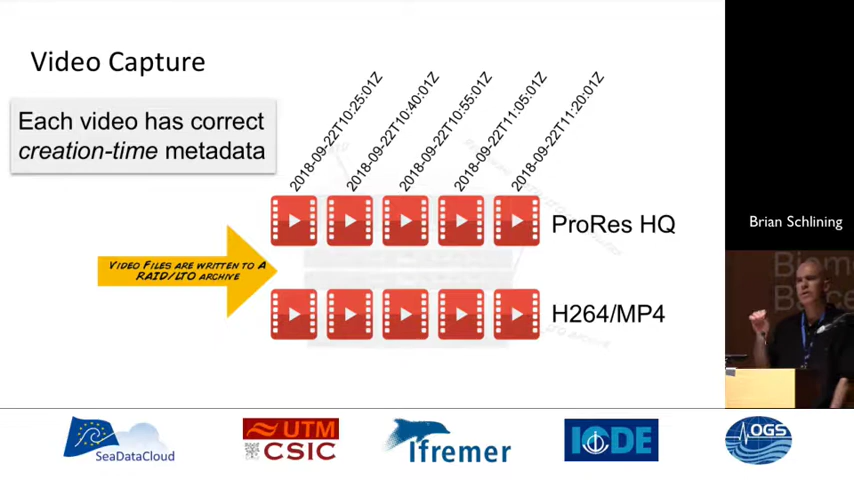 Video Capture
Each video has correct
creation-time metadata
2018-09-22T10:25:01Z
2018-09-22T10:40:01Z
2018-09-22T10:55:01Z
2018-09-22T11:05:01Z
2018-09-22T11:20:01Z
ProRes HQ
VIDEO FILES ARE WRITTEN TO A
RAID/LTO ARCHIVE
H264/MP4
Brian Schlining
SeaDataCloud
UTM
CSIC
Ifremer
IODE
OGS